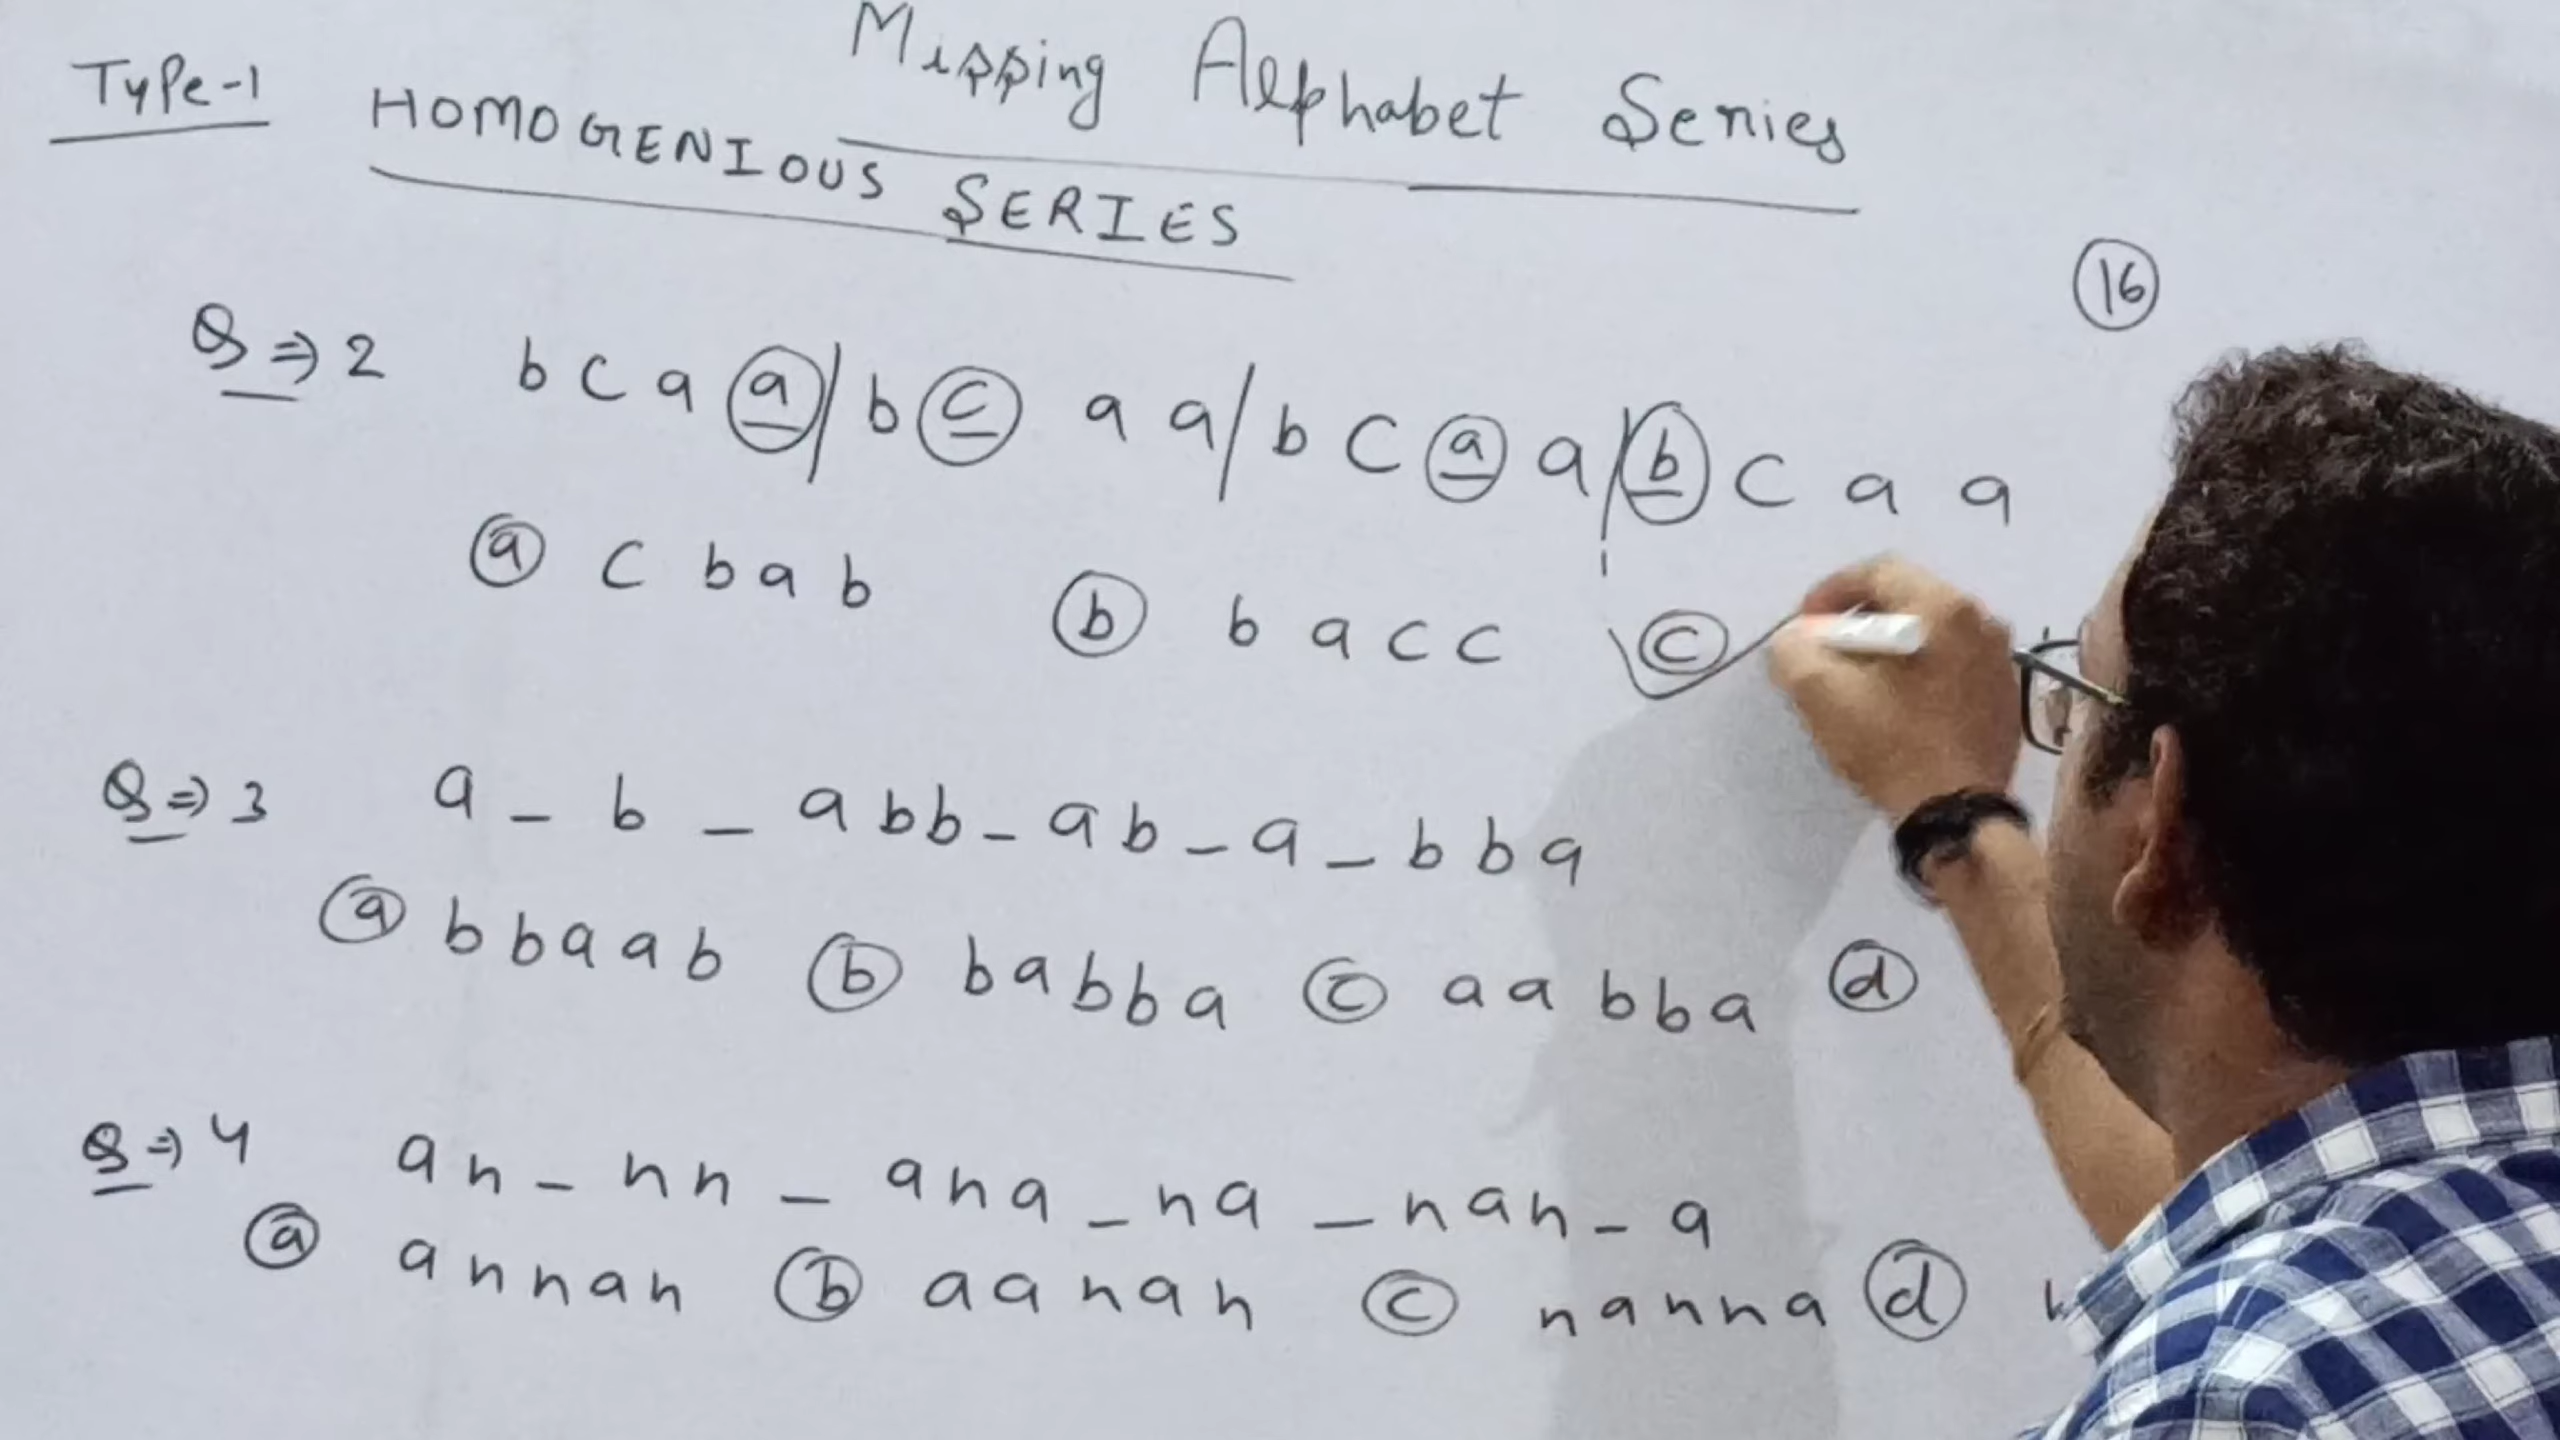 Missing Alphabet Series
Type-1 HOMOGENIOUS SERIES
16
Q⇒2 b c a a/b c a a/b c a a/b c a a
a c b a b b b a c c c
Q⇒3 a _ b _ a b b _ a b _ a _ b b a
a b b a a b b b a b b a c a a b b a d
Q⇒4 a n _ n n _ a n a _ n a _ n a n _ a
a a n n a n b a a n a n c n a n n a d